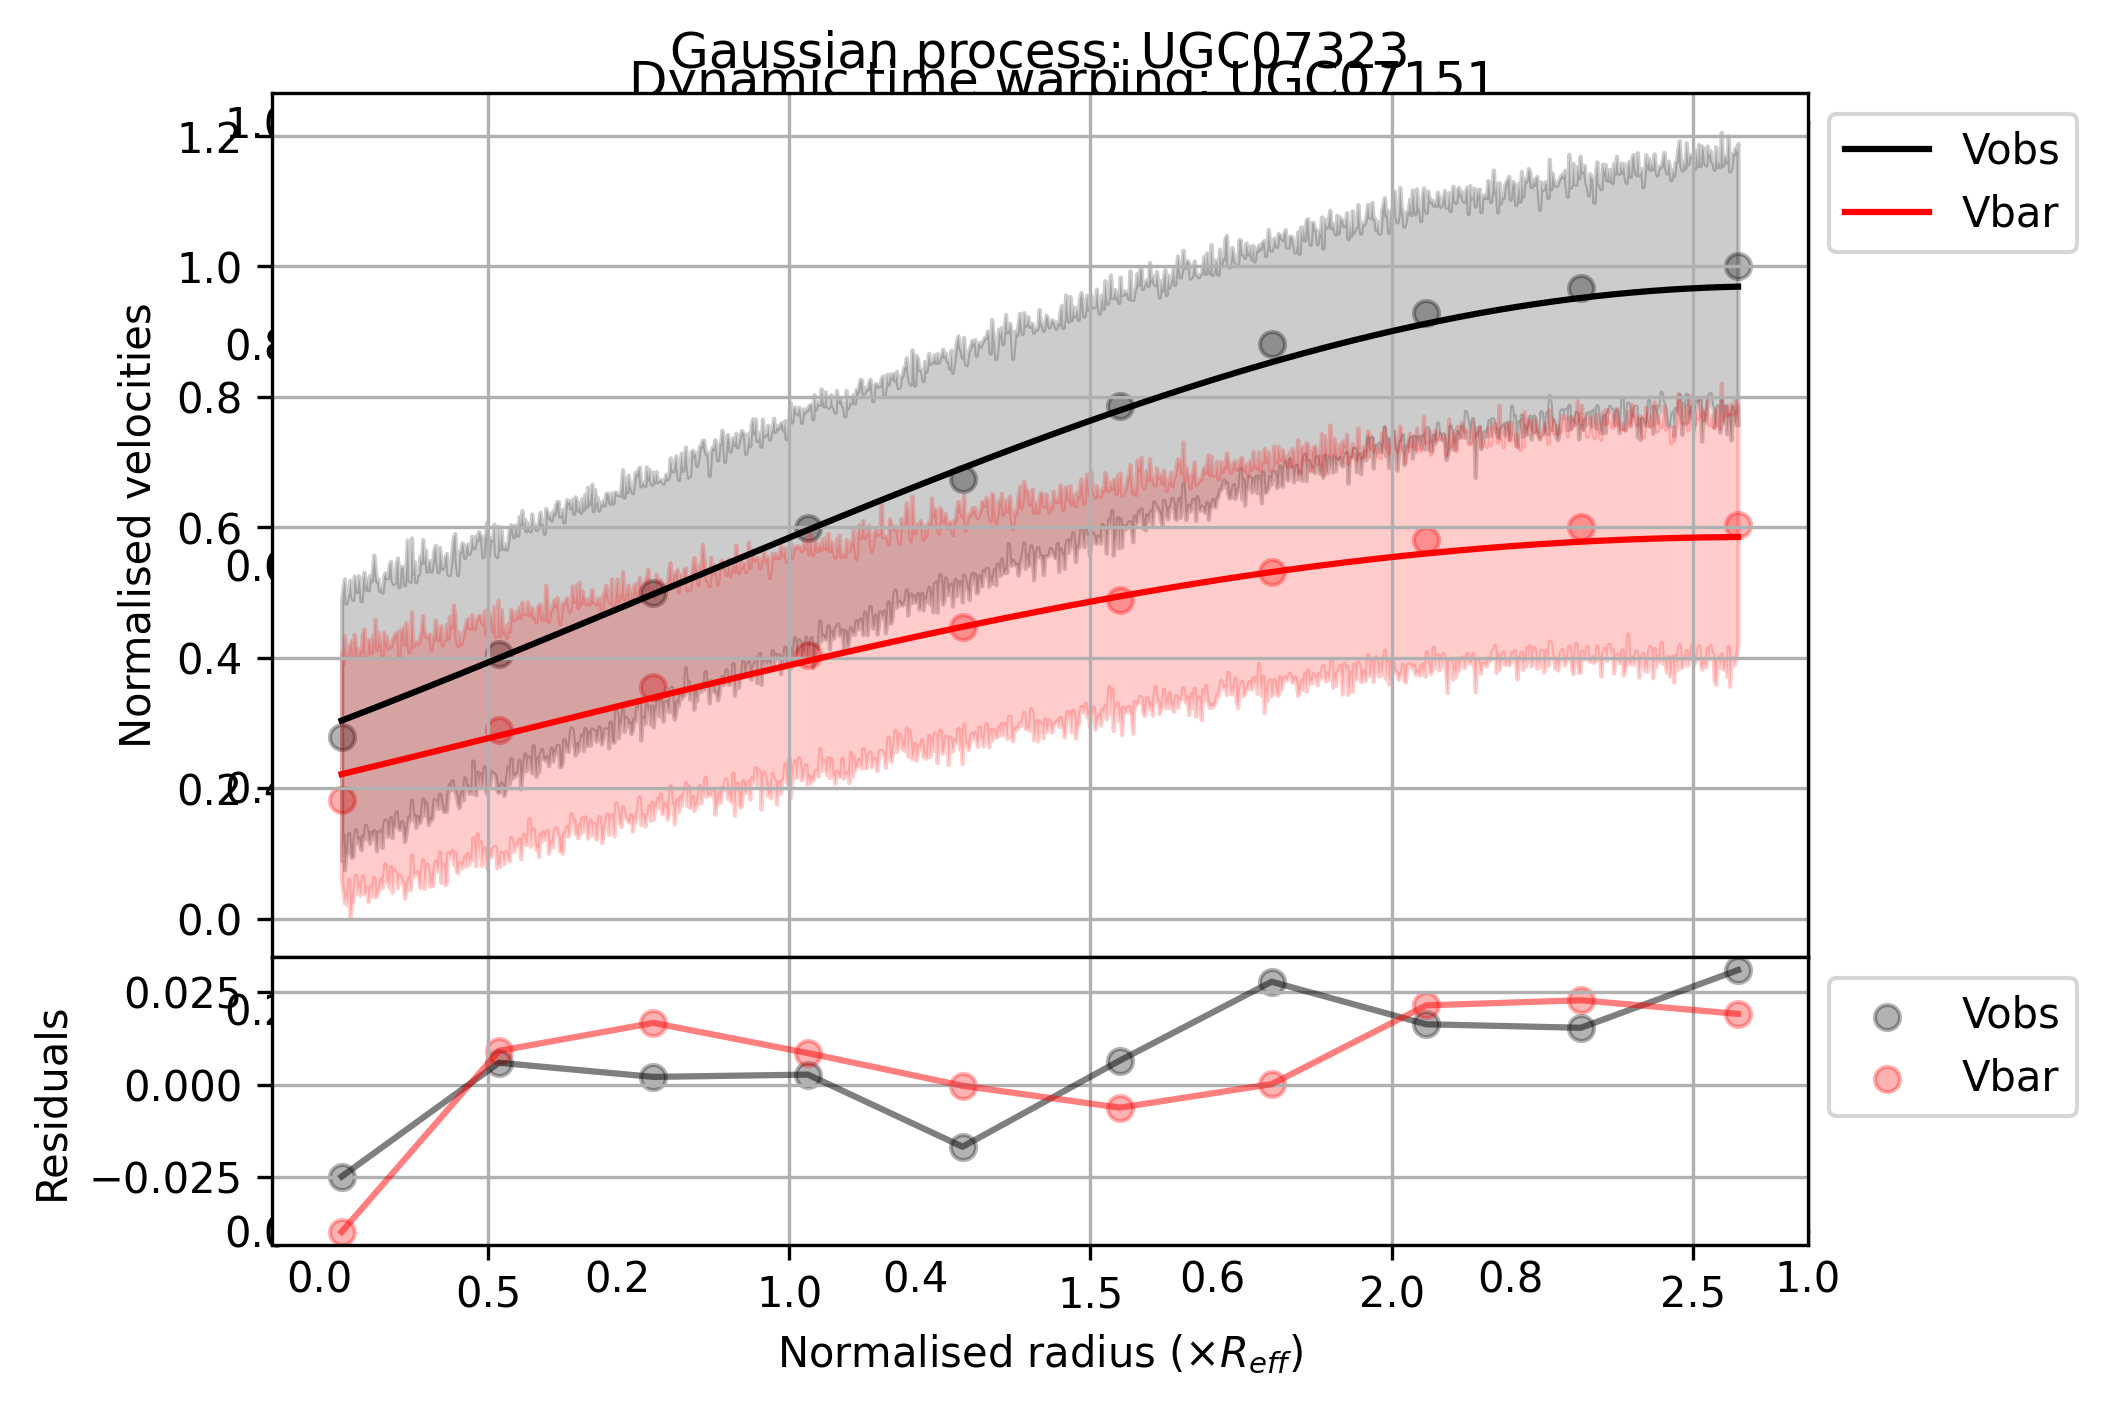 Gaussian process: UGC07323
Dynamic time warping: UGC07151
Normalised velocities
1.2
1.0
0.8
0.6
0.4
0.2
0.0
Vobs
Vbar
Residuals
0.025
0.000
−0.025
Vobs
Vbar
0.0 0.2 0.4 0.6 0.8 1.0
0.5 1.0 1.5 2.0 2.5
Normalised radius (×R_eff)